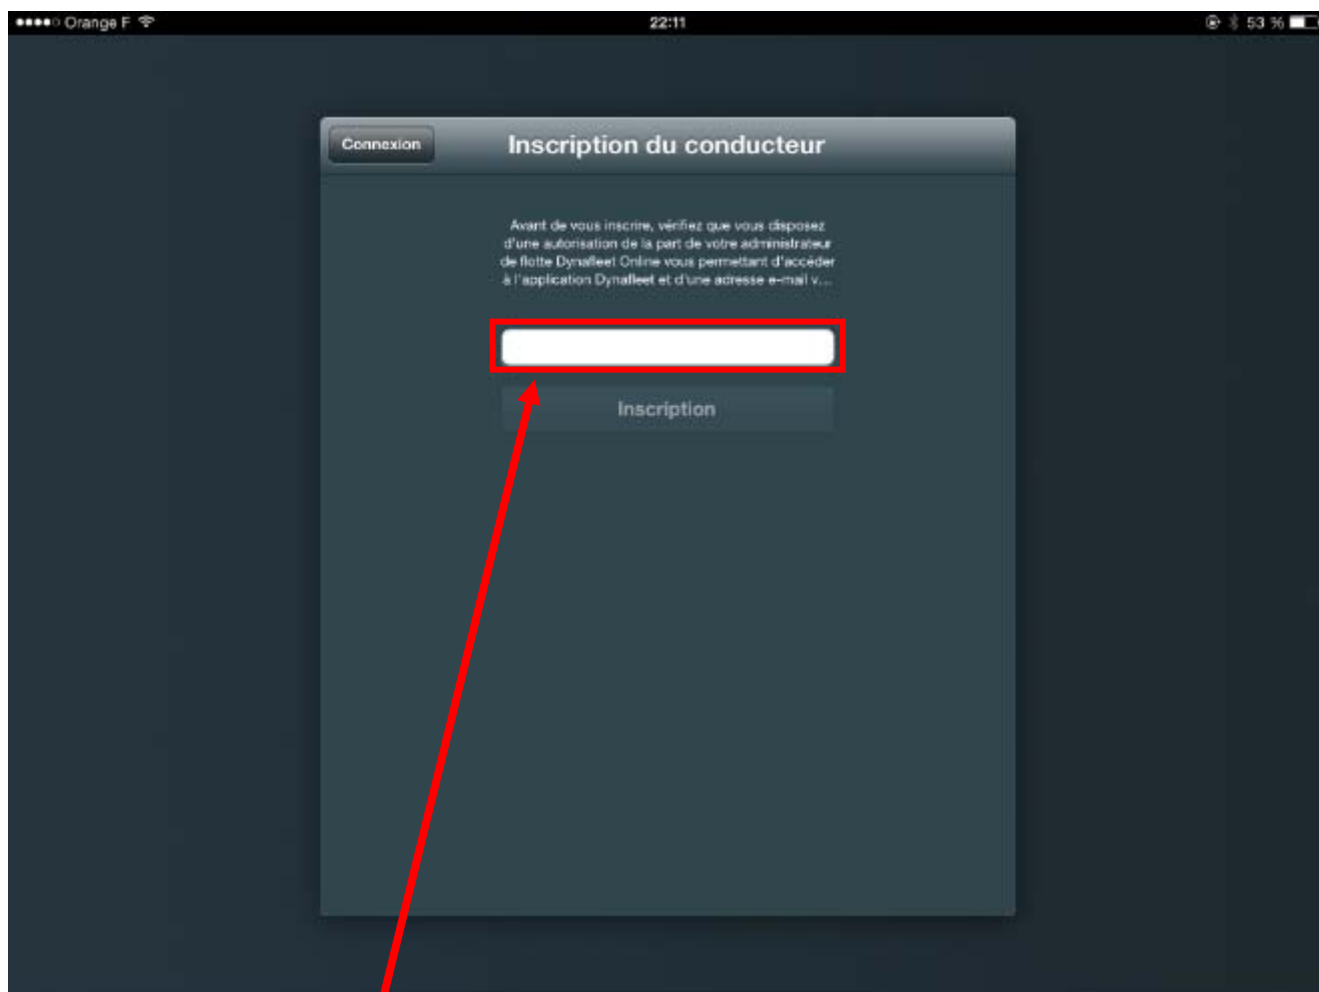 Orange F 22:11 53 %
Connexion Inscription du conducteur
Avant de vous inscrire, vérifiez que vous disposez
d'une autorisation de la part de votre administrateur
de flotte Dynafleet Online vous permettant d'accéder
à l'application Dynafleet et d'une adresse e-mail v...
Inscription